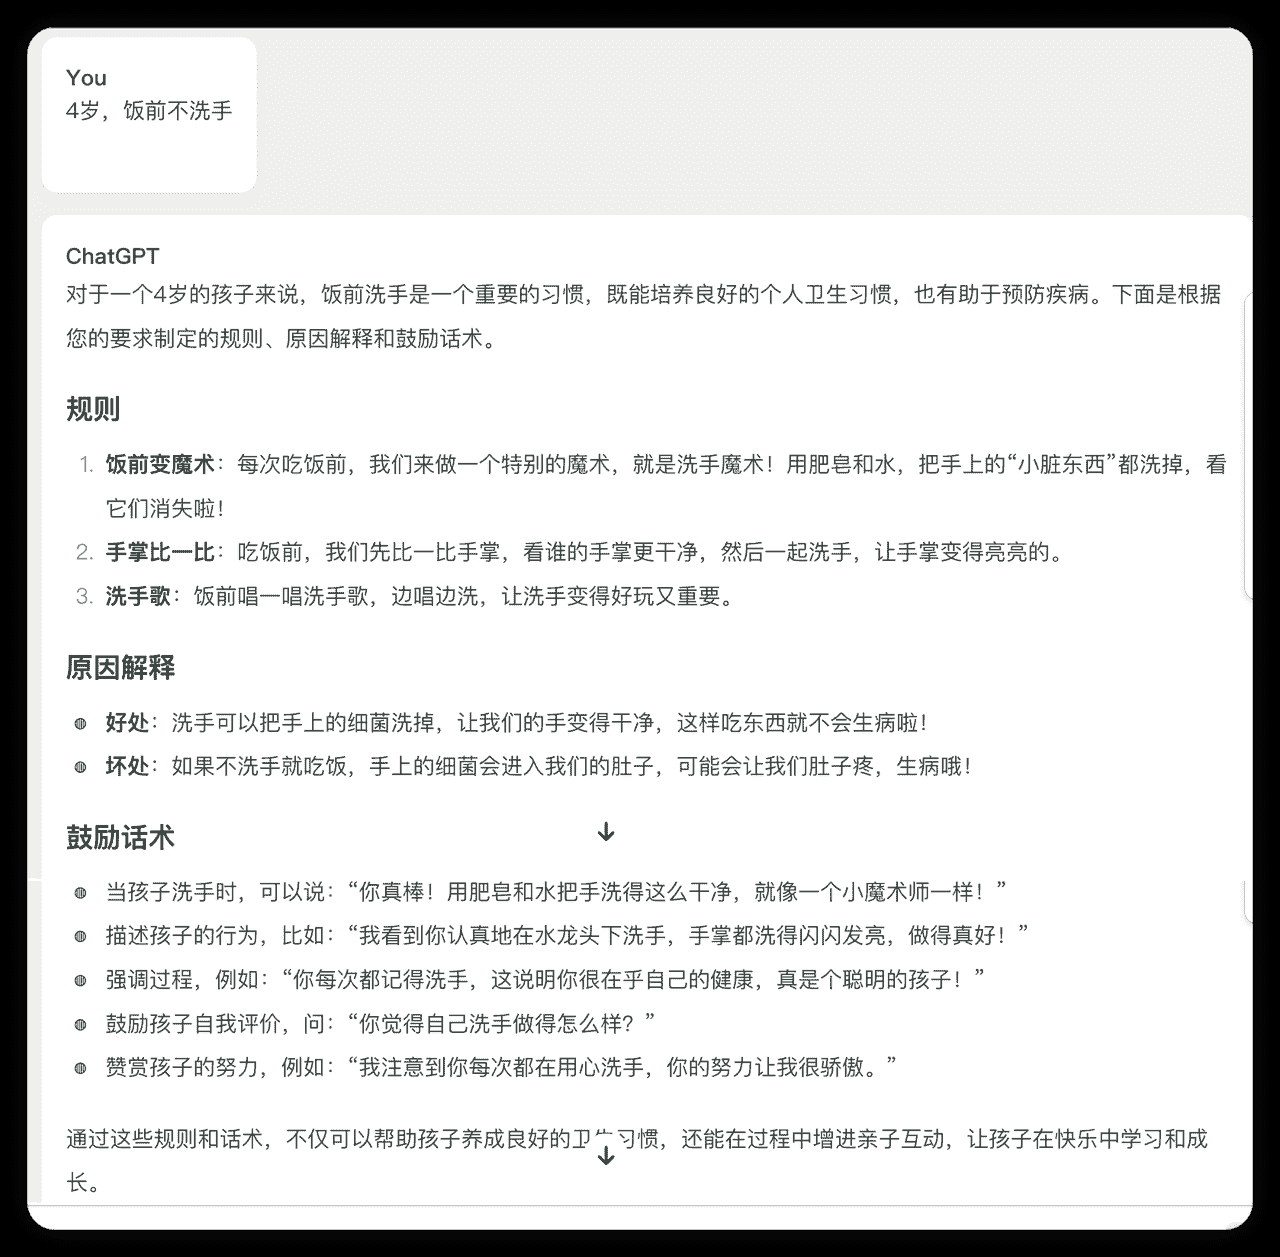 You
4岁，饭前不洗手
ChatGPT
对于一个4岁的孩子来说，饭前洗手是一个重要的习惯，既能培养良好的个人卫生习惯，也有助于预防疾病。下面是根据
您的要求制定的规则、原因解释和鼓励话术。
规则
1. 饭前变魔术：每次吃饭前，我们来做一个特别的魔术，就是洗手魔术！用肥皂和水，把手上的“小脏东西”都洗掉，看
它们消失啦！
2. 手掌比一比：吃饭前，我们先比一比手掌，看谁的手掌更干净，然后一起洗手，让手掌变得亮亮的。
3. 洗手歌：饭前唱一唱洗手歌，边唱边洗，让洗手变得好玩又重要。
原因解释
好处：洗手可以把手上的细菌洗掉，让我们的手变得干净，这样吃东西就不会生病啦！
坏处：如果不洗手就吃饭，手上的细菌会进入我们的肚子，可能会让我们肚子疼，生病哦！
鼓励话术
当孩子洗手时，可以说：“你真棒！用肥皂和水把手洗得这么干净，就像一个小魔术师一样！”
描述孩子的行为，比如：“我看到你认真地在水龙头下洗手，手掌都洗得闪闪发亮，做得真好！”
强调过程，例如：“你每次都记得洗手，这说明你很在乎自己的健康，真是个聪明的孩子！”
鼓励孩子自我评价，问：“你觉得自己洗手做得怎么样？”
赞赏孩子的努力，例如：“我注意到你每次都在用心洗手，你的努力让我很骄傲。”
通过这些规则和话术，不仅可以帮助孩子养成良好的卫生习惯，还能在过程中增进亲子互动，让孩子在快乐中学习和成
长。